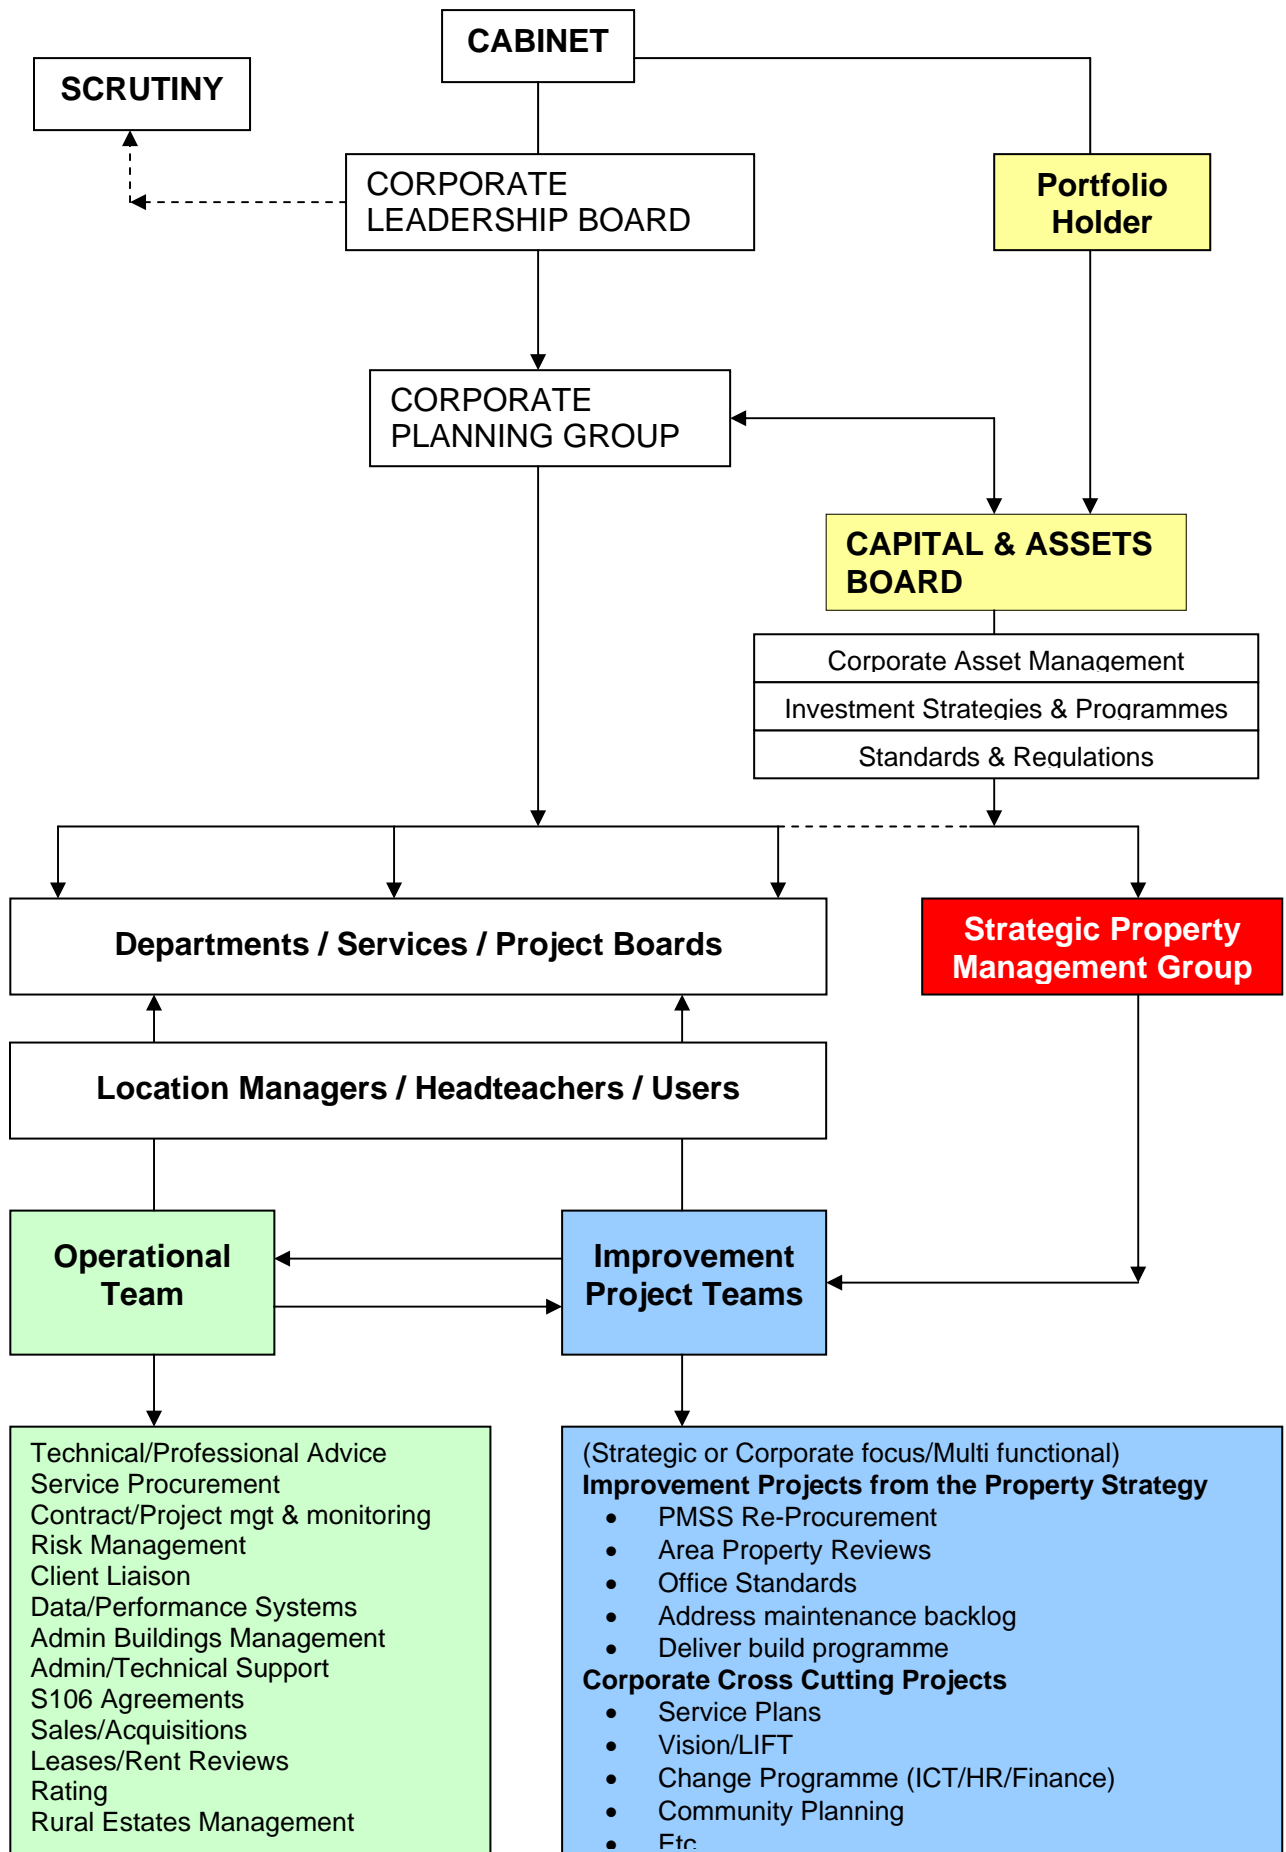 CABINET
SCRUTINY
CORPORATE
LEADERSHIP BOARD
Portfolio
Holder
CORPORATE
PLANNING GROUP
CAPITAL & ASSETS
BOARD
Corporate Asset Management
Investment Strategies & Programmes
Standards & Regulations
Departments / Services / Project Boards
Strategic Property
Management Group
Location Managers / Headteachers / Users
Operational
Team
Improvement
Project Teams
Technical/Professional Advice
Service Procurement
Contract/Project mgt & monitoring
Risk Management
Client Liaison
Data/Performance Systems
Admin Buildings Management
Admin/Technical Support
S106 Agreements
Sales/Acquisitions
Leases/Rent Reviews
Rating
Rural Estates Management
(Strategic or Corporate focus/Multi functional)
Improvement Projects from the Property Strategy
• PMSS Re-Procurement
• Area Property Reviews
• Office Standards
• Address maintenance backlog
• Deliver build programme
Corporate Cross Cutting Projects
• Service Plans
• Vision/LIFT
• Change Programme (ICT/HR/Finance)
• Community Planning
• Etc